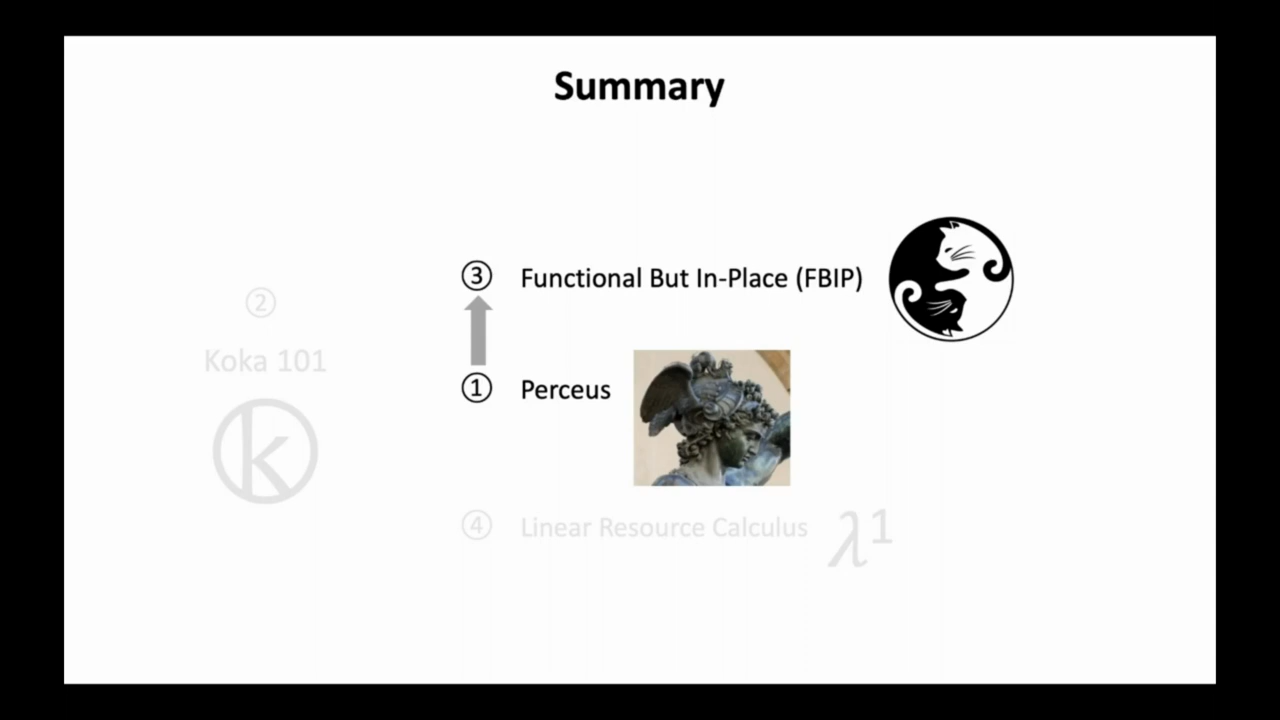 Summary
③ Functional But In-Place (FBIP)
②
Koka 101
k
① Perceus
④ Linear Resource Calculus λ¹